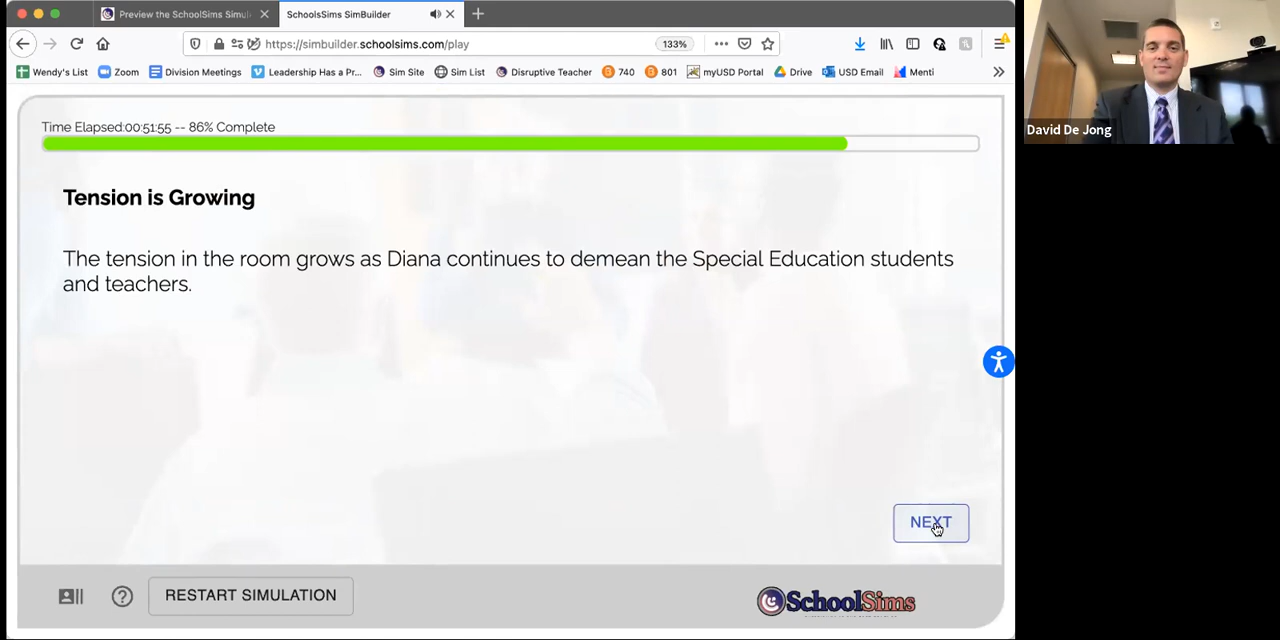 Preview the SchoolSims Simul
SchoolsSims SimBuilder
https://simbuilder.schoolsims.com/play
133%
Wendy's List
Zoom
Division Meetings
Leadership Has a Pr...
Sim Site
Sim List
Disruptive Teacher
740
801
myUSD Portal
Drive
USD Email
Menti
David De Jong
Time Elapsed:00:51:55 -- 86% Complete
Tension is Growing
The tension in the room grows as Diana continues to demean the Special Education students
and teachers.
NEXT
RESTART SIMULATION
SchoolSims